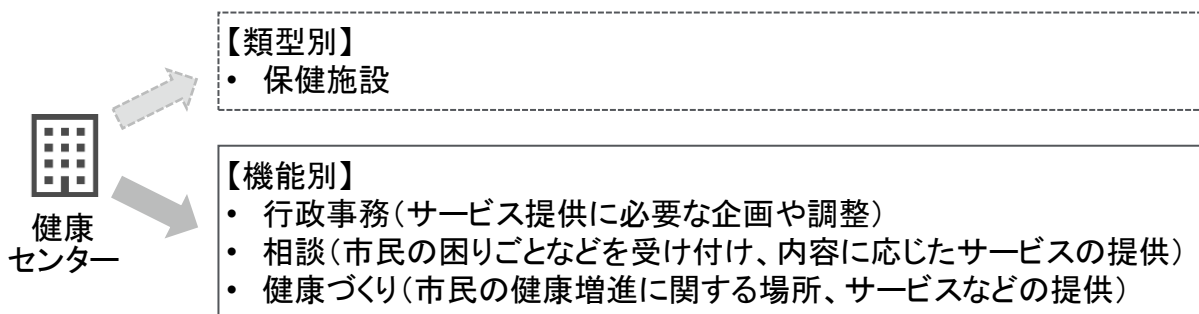 【類型別】
• 保健施設
健康
センター
【機能別】
• 行政事務（サービス提供に必要な企画や調整）
• 相談（市民の困りごとなどを受け付け、内容に応じたサービスの提供）
• 健康づくり（市民の健康増進に関する場所、サービスなどの提供）